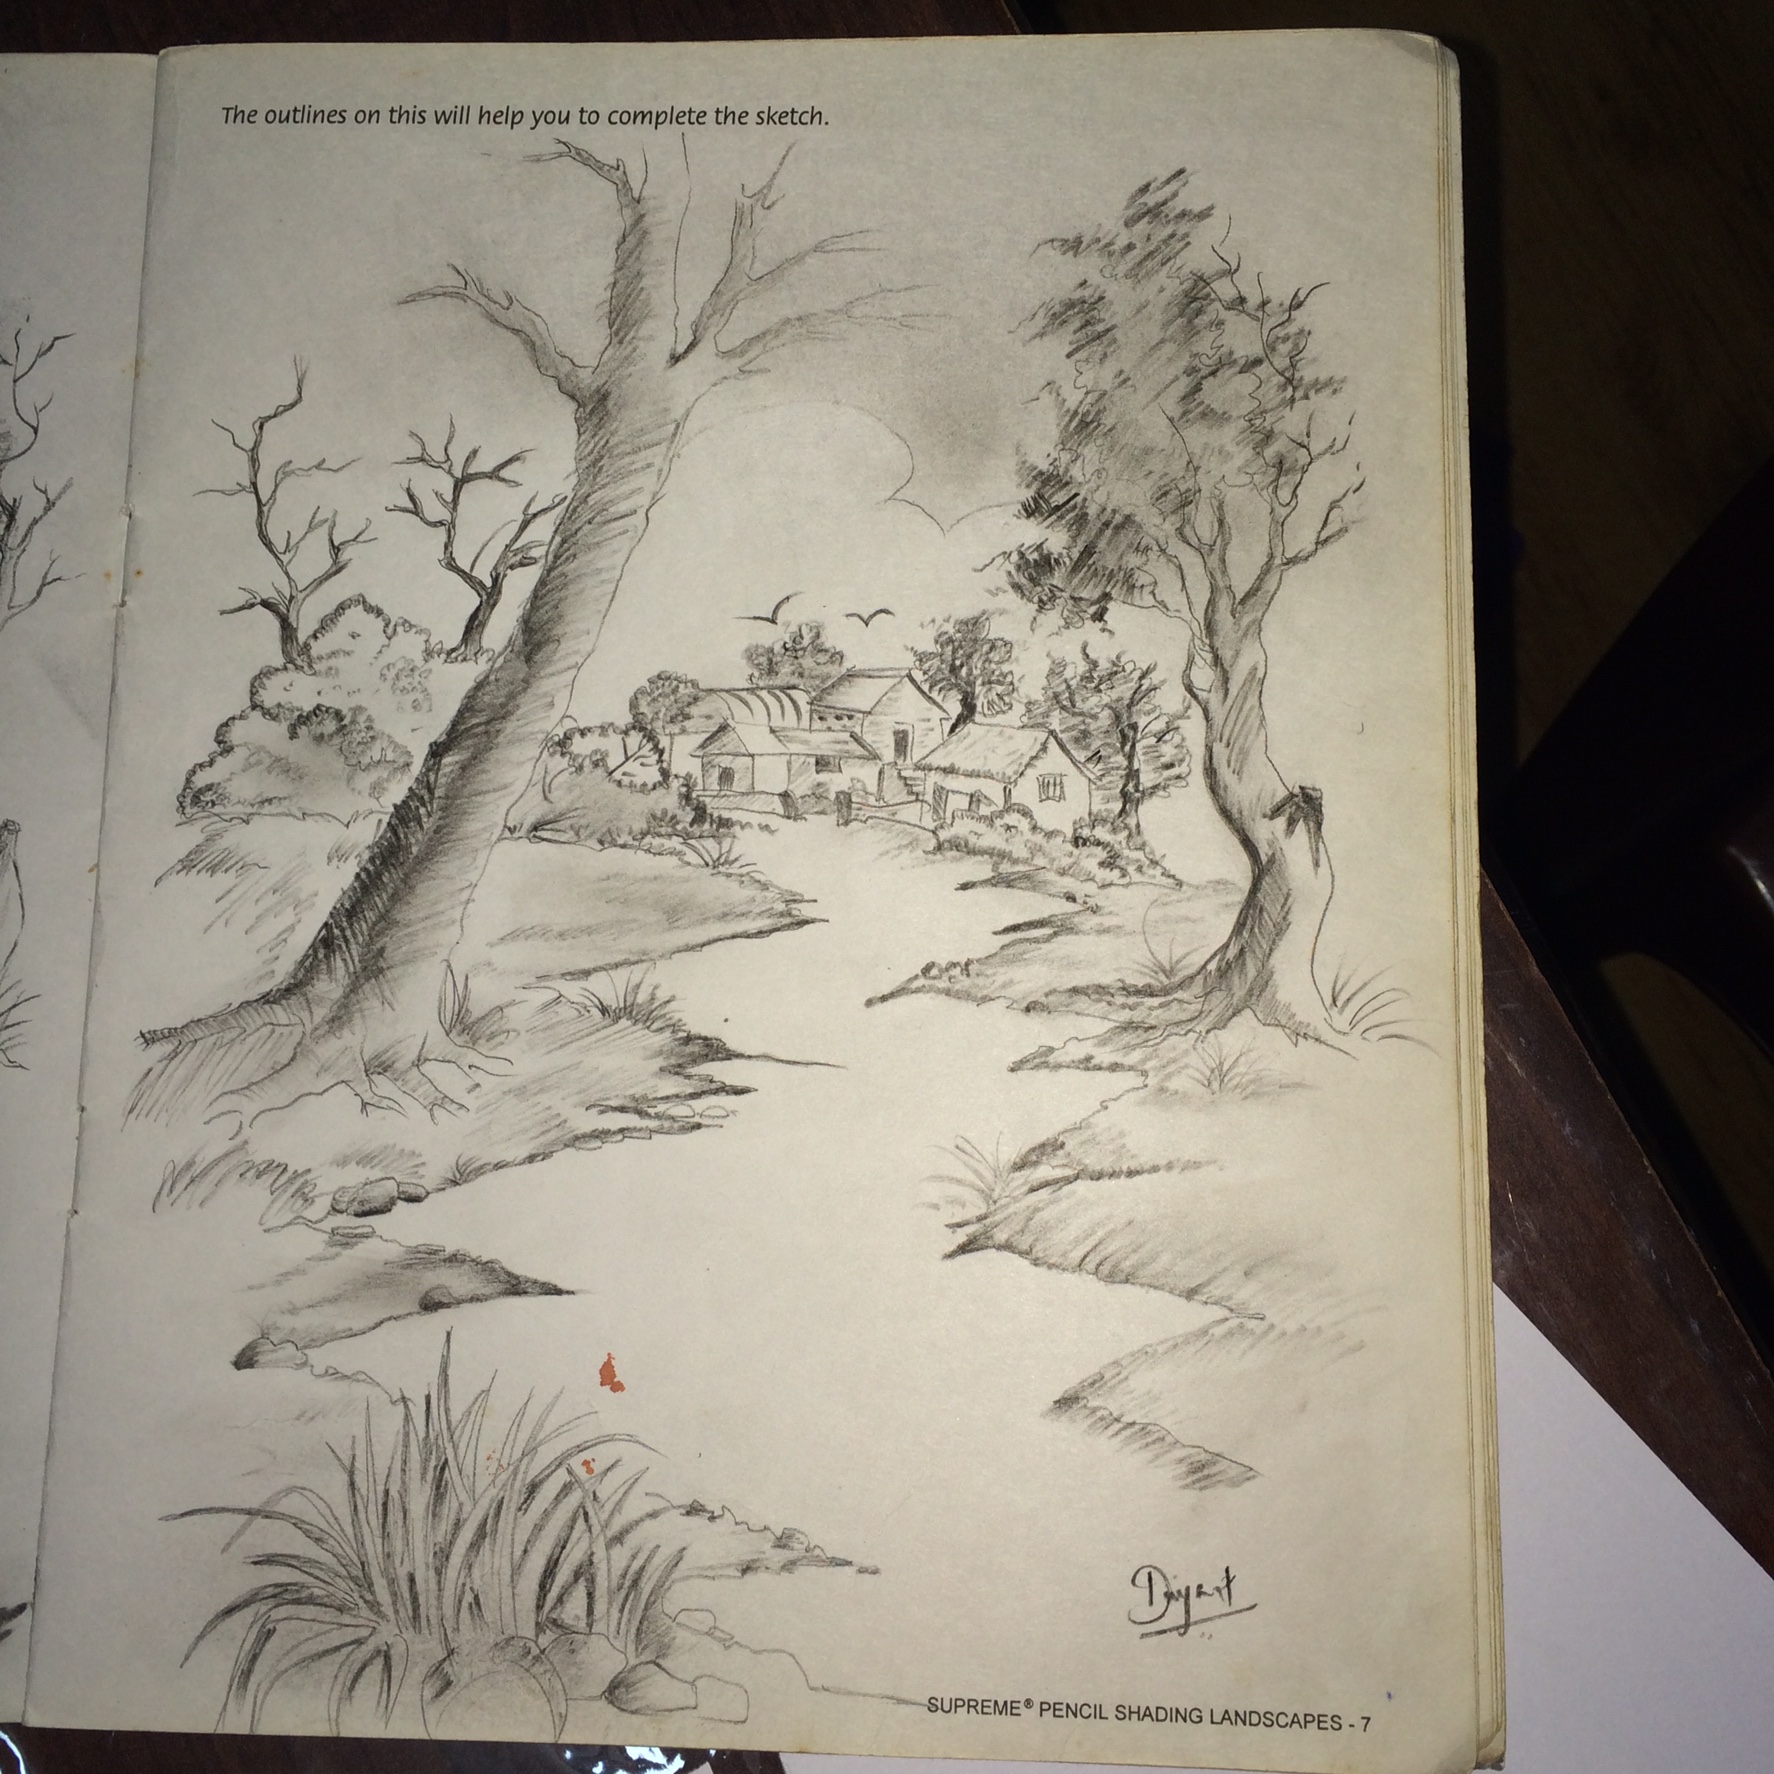 The outlines on this will help you to complete the sketch.
SUPREME® PENCIL SHADING LANDSCAPES - 7